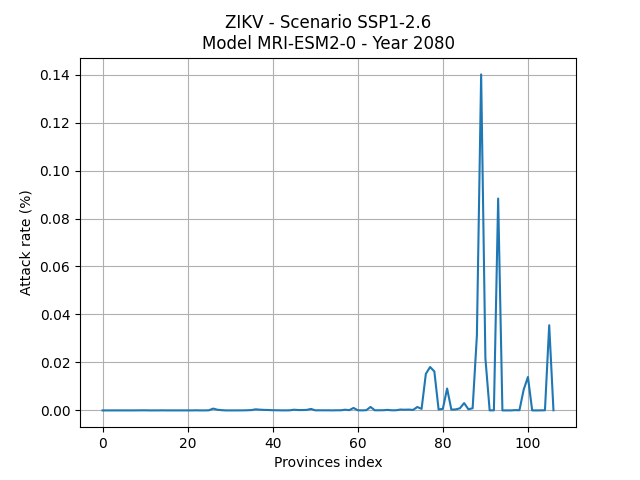 ZIKV - Scenario SSP1-2.6
Model MRI-ESM2-0 - Year 2080
Attack rate (%)
0.14
0.12
0.10
0.08
0.06
0.04
0.02
0.00
0 20 40 60 80 100
Provinces index